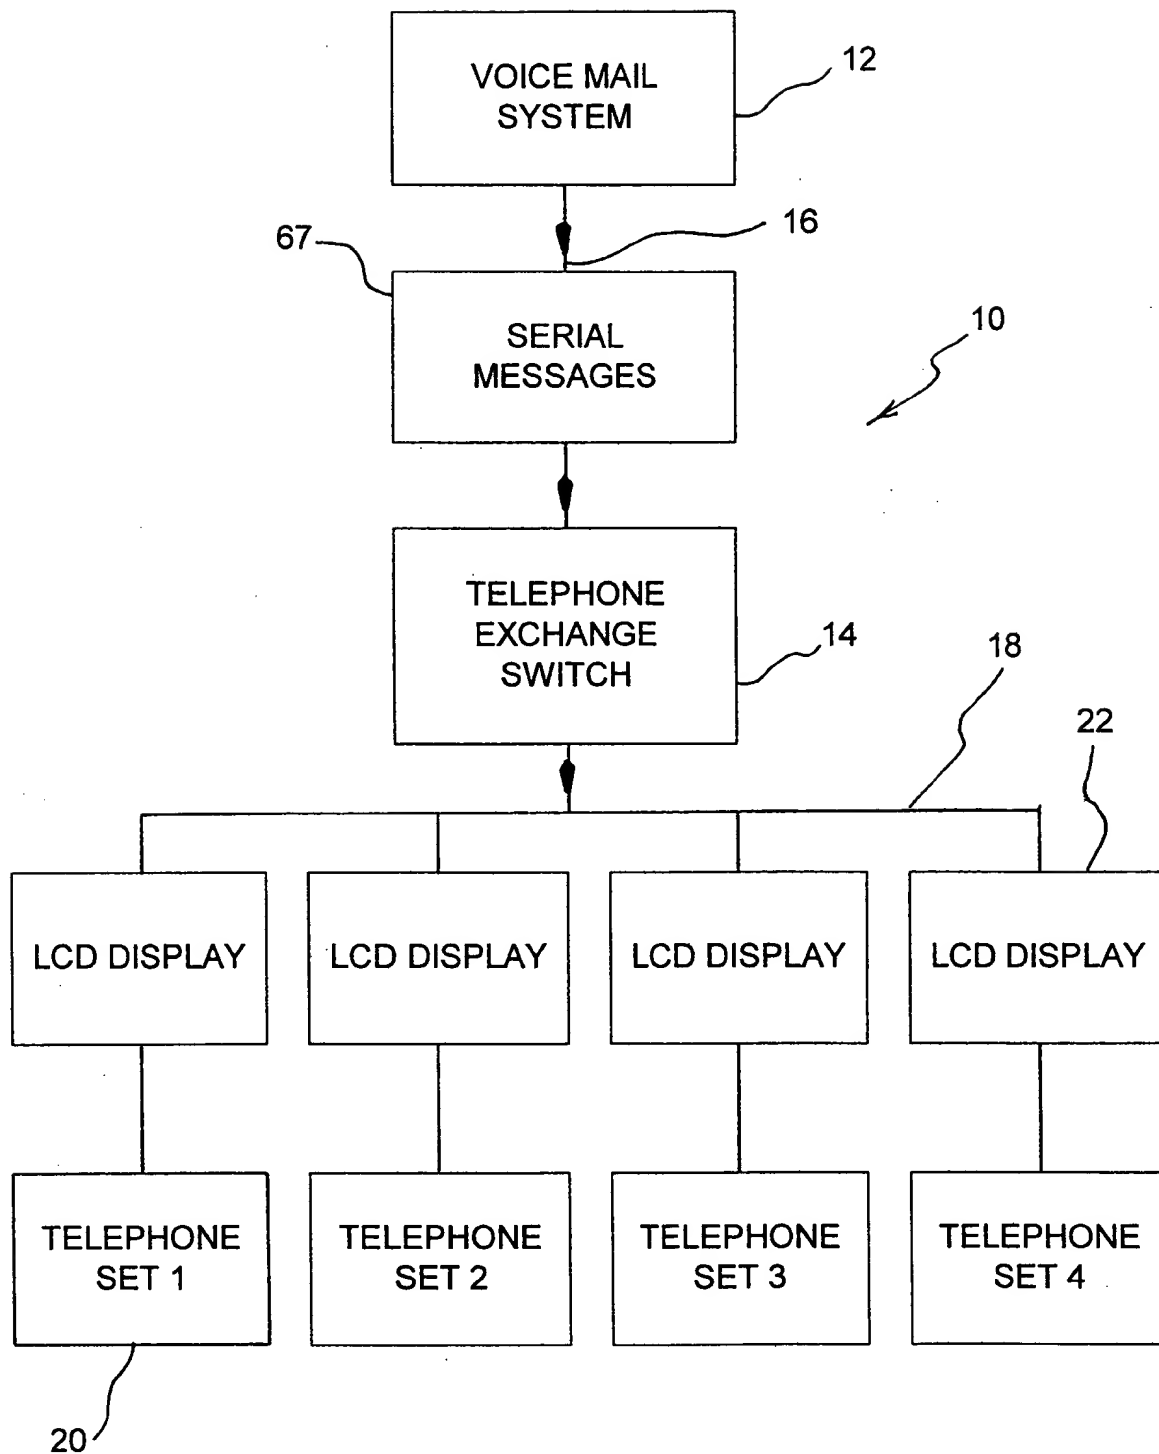 VOICE MAIL
SYSTEM
12
16
67
SERIAL
MESSAGES
10
TELEPHONE
EXCHANGE
SWITCH
14
18
22
LCD DISPLAY
LCD DISPLAY
LCD DISPLAY
LCD DISPLAY
TELEPHONE
SET 1
TELEPHONE
SET 2
TELEPHONE
SET 3
TELEPHONE
SET 4
20